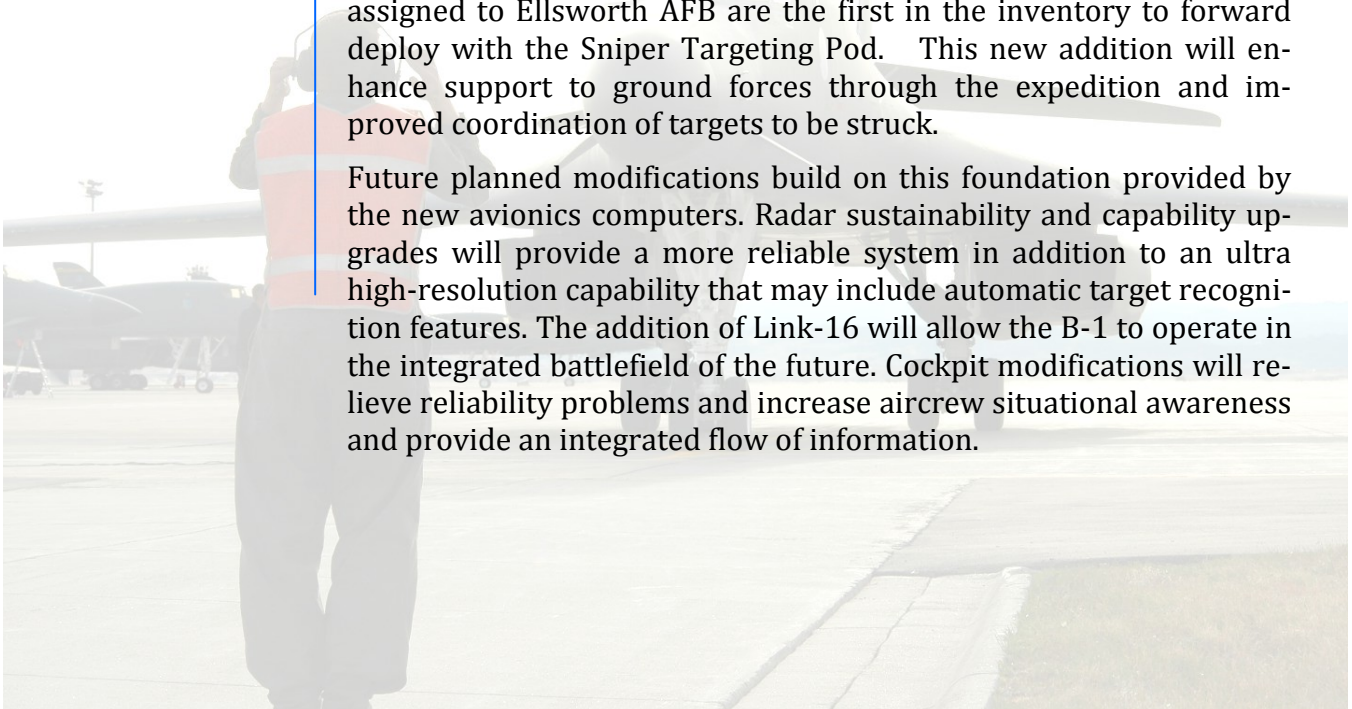 assigned to Ellsworth AFB are the first in the inventory to forward
deploy with the Sniper Targeting Pod.   This new addition will en-
hance support to ground forces through the expedition and im-
proved coordination of targets to be struck.
Future planned modifications build on this foundation provided by
the new avionics computers. Radar sustainability and capability up-
grades will provide a more reliable system in addition to an ultra
high-resolution capability that may include automatic target recogni-
tion features. The addition of Link-16 will allow the B-1 to operate in
the integrated battlefield of the future. Cockpit modifications will re-
lieve reliability problems and increase aircrew situational awareness
and provide an integrated flow of information.